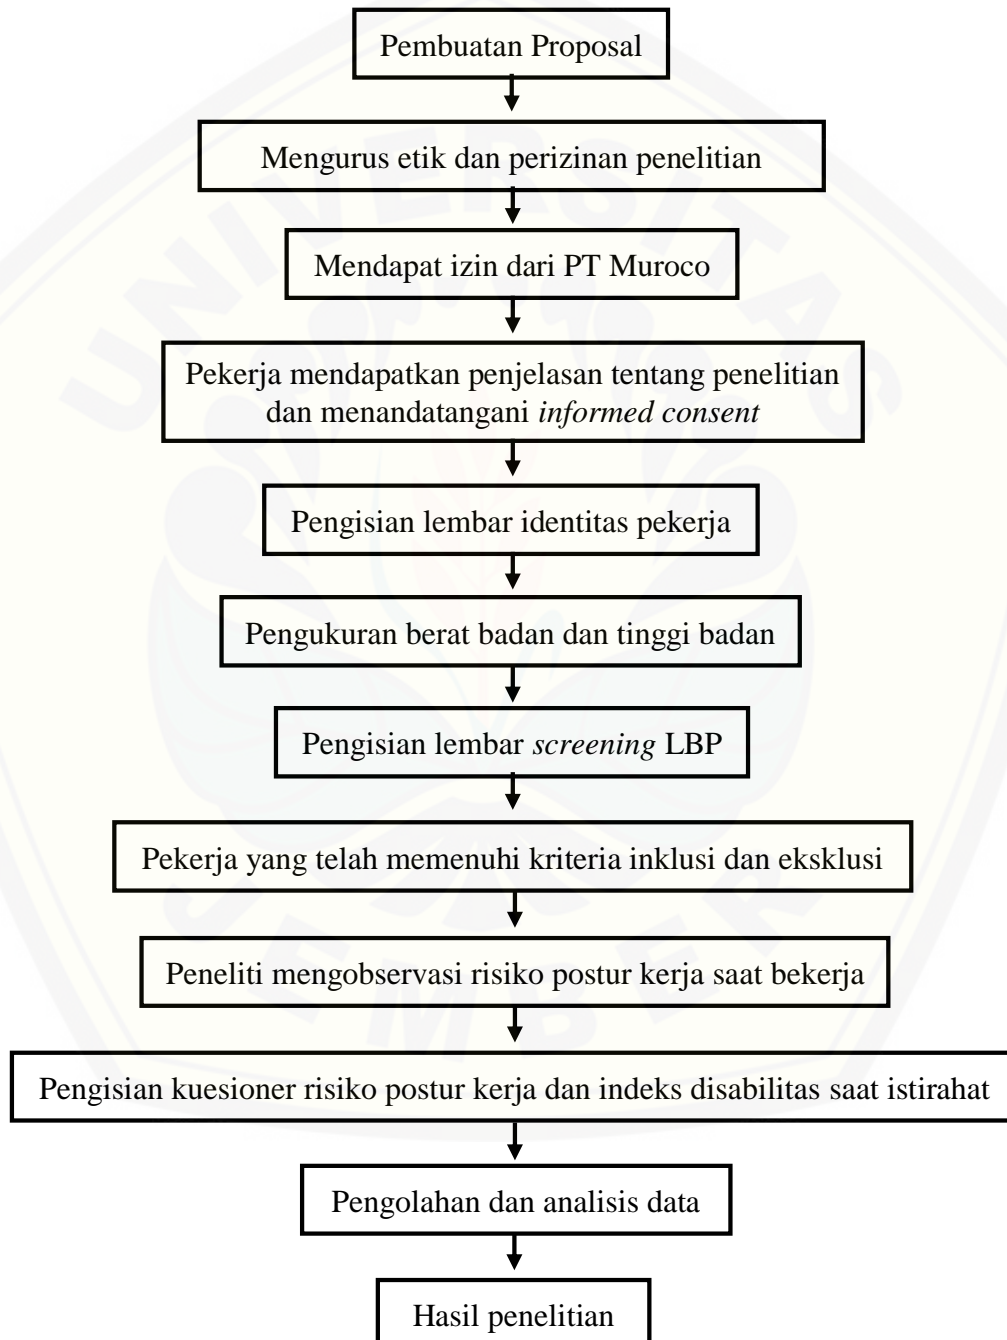 Pembuatan Proposal
Mengurus etik dan perizinan penelitian
Mendapat izin dari PT Muroco
Pekerja mendapatkan penjelasan tentang penelitian
dan menandatangani informed consent
Pengisian lembar identitas pekerja
Pengukuran berat badan dan tinggi badan
Pengisian lembar screening LBP
Pekerja yang telah memenuhi kriteria inklusi dan eksklusi
Peneliti mengobservasi risiko postur kerja saat bekerja
Pengisian kuesioner risiko postur kerja dan indeks disabilitas saat istirahat
Pengolahan dan analisis data
Hasil penelitian
UNIVERSITAS
JEMBER